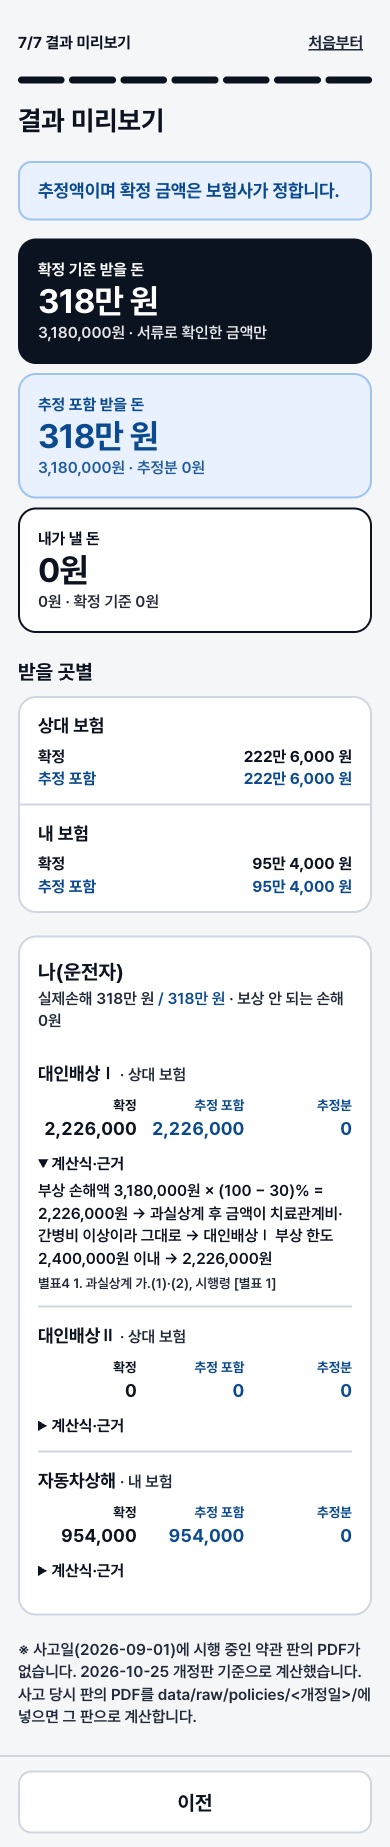 7/7 결과 미리보기
처음부터
결과 미리보기
추정액이며 확정 금액은 보험사가 정합니다.
확정 기준 받을 돈
318만 원
3,180,000원 · 서류로 확인한 금액만
추정 포함 받을 돈
318만 원
3,180,000원 · 추정분 0원
내가 낼 돈
0원
0원 · 확정 기준 0원
받을 곳별
상대 보험
확정 222만 6,000 원
추정 포함 222만 6,000 원
내 보험
확정 95만 4,000 원
추정 포함 95만 4,000 원
나(운전자)
실제손해 318만 원 / 318만 원 · 보상 안 되는 손해
0원
대인배상Ⅰ · 상대 보험
확정 추정 포함 추정분
2,226,000 2,226,000 0
▼ 계산식·근거
부상 손해액 3,180,000원 × (100 − 30)% =
2,226,000원 → 과실상계 후 금액이 치료관계비·
간병비 이상이라 그대로 → 대인배상Ⅰ 부상 한도
2,400,000원 이내 → 2,226,000원
별표4 1. 과실상계 가.(1)·(2), 시행령 [별표 1]
대인배상Ⅱ · 상대 보험
확정 추정 포함 추정분
0 0 0
▶ 계산식·근거
자동차상해 · 내 보험
확정 추정 포함 추정분
954,000 954,000 0
▶ 계산식·근거
※ 사고일(2026-09-01)에 시행 중인 약관 판의 PDF가
없습니다. 2026-10-25 개정판 기준으로 계산했습니다.
사고 당시 판의 PDF를 data/raw/policies/<개정일>/에
넣으면 그 판으로 계산합니다.
이전